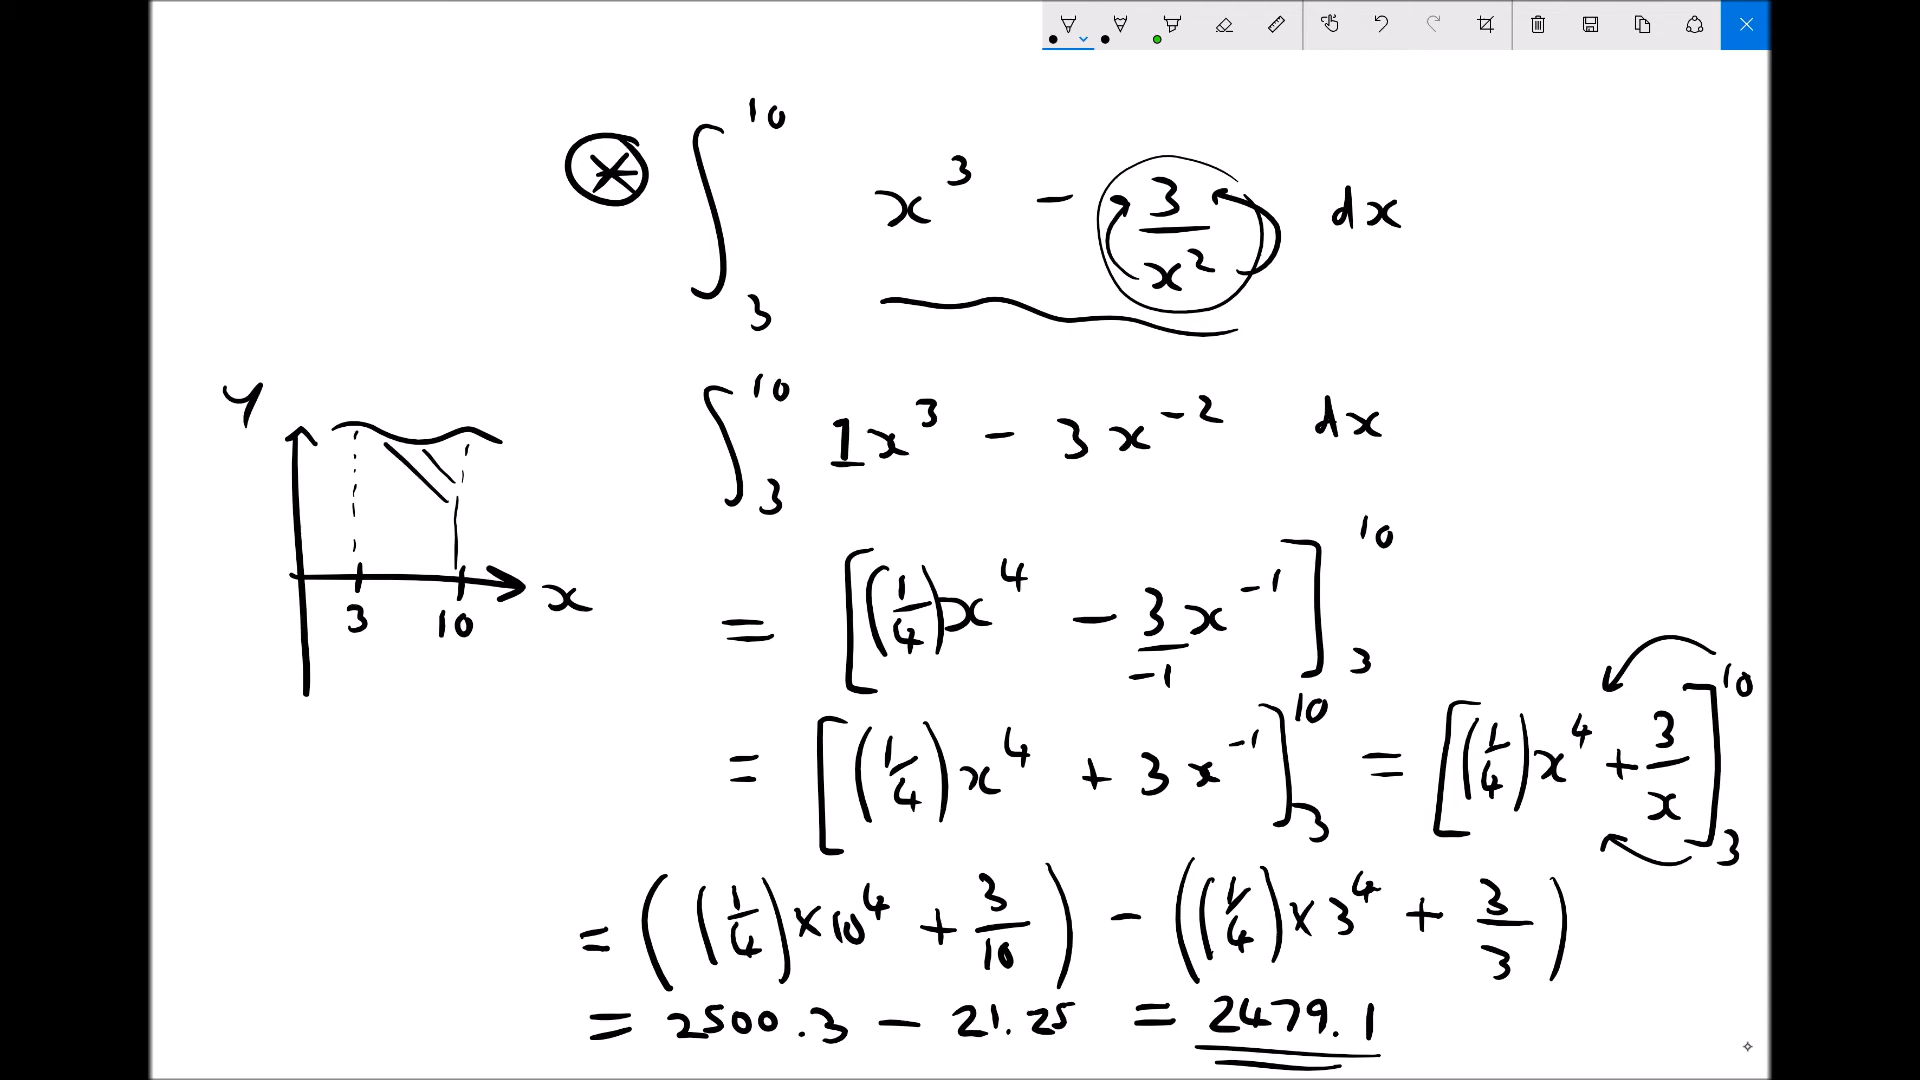 ⊛ ∫₃¹⁰ x³ − 3/x² dx
∫₃¹⁰ 1x³ − 3x⁻² dx
y
x
3 10
= [(1/4)x⁴ − 3/−1 x⁻¹]₃¹⁰
= [(1/4)x⁴ + 3x⁻¹]₃¹⁰ = [(1/4)x⁴ + 3/x]₃¹⁰
= ((1/4)×10⁴ + 3/10) − ((1/4)×3⁴ + 3/3)
= 2500.3 − 21.25 = 2479.1